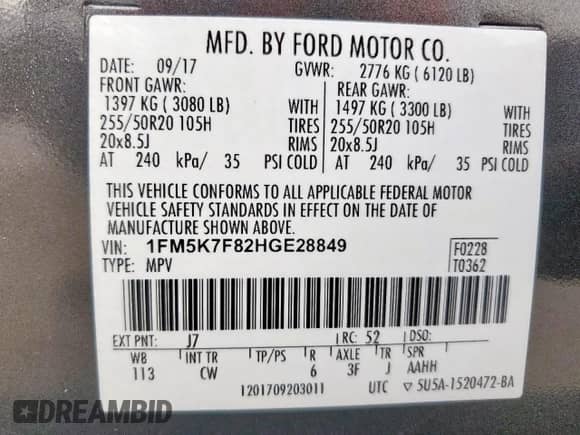 MFD. BY FORD MOTOR CO.
DATE: 09/17 GVWR: 2776 KG ( 6120 LB)
FRONT GAWR: REAR GAWR:
1397 KG ( 3080 LB) WITH 1497 KG ( 3300 LB) WITH
255/50R20 105H TIRES 255/50R20 105H TIRES
20x8.5J RIMS 20x8.5J RIMS
AT 240 kPa/ 35 PSI COLD AT 240 kPa/ 35 PSI COLD
THIS VEHICLE CONFORMS TO ALL APPLICABLE FEDERAL MOTOR
VEHICLE SAFETY STANDARDS IN EFFECT ON THE DATE OF
MANUFACTURE SHOWN ABOVE.
VIN: 1FM5K7F82HGE28849 F0228
TYPE: MPV T0362
EXT PNT: J7 RC: 52 DSO:
WB INT TR TP/PS R AXLE TR SPR
113 CW 6 3F J AAHH
1201709203011 UTC ▽ 5U5A-1520472-BA
DREAMBID